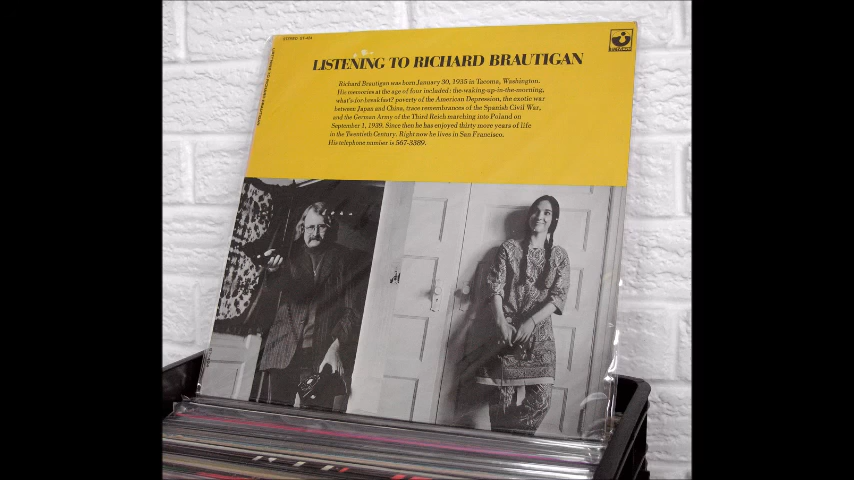 STEREO ST-424
LISTENING TO RICHARD BRAUTIGAN
Richard Brautigan was born January 30, 1935 in Tacoma, Washington.
His memories at the age of four included: the-waking-up-in-the-morning,
what's for breakfast? poverty of the American Depression, the exotic war
between Japan and China, trace remembrances of the Spanish Civil War,
and the German Army of the Third Reich marching into Poland on
September 1, 1939. Since then he has enjoyed thirty more years of life
in the Twentieth Century. Right now he lives in San Francisco.
His telephone number is 567-3389.